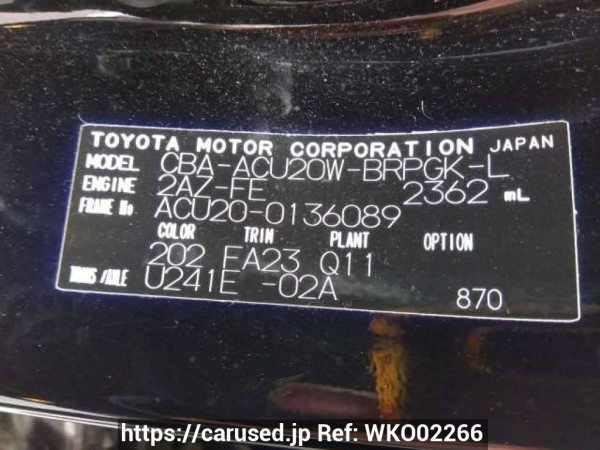 TOYOTA MOTOR CORPORATION JAPAN
MODEL CBA-ACU20W-BRPGK-L
ENGINE 2AZ-FE 2362 mL
FRAME No ACU20-0136089
COLOR TRIM PLANT OPTION
202 FA23 Q11
TRANS/AXLE U241E -02A 870
https://carused.jp Ref: WKO02266